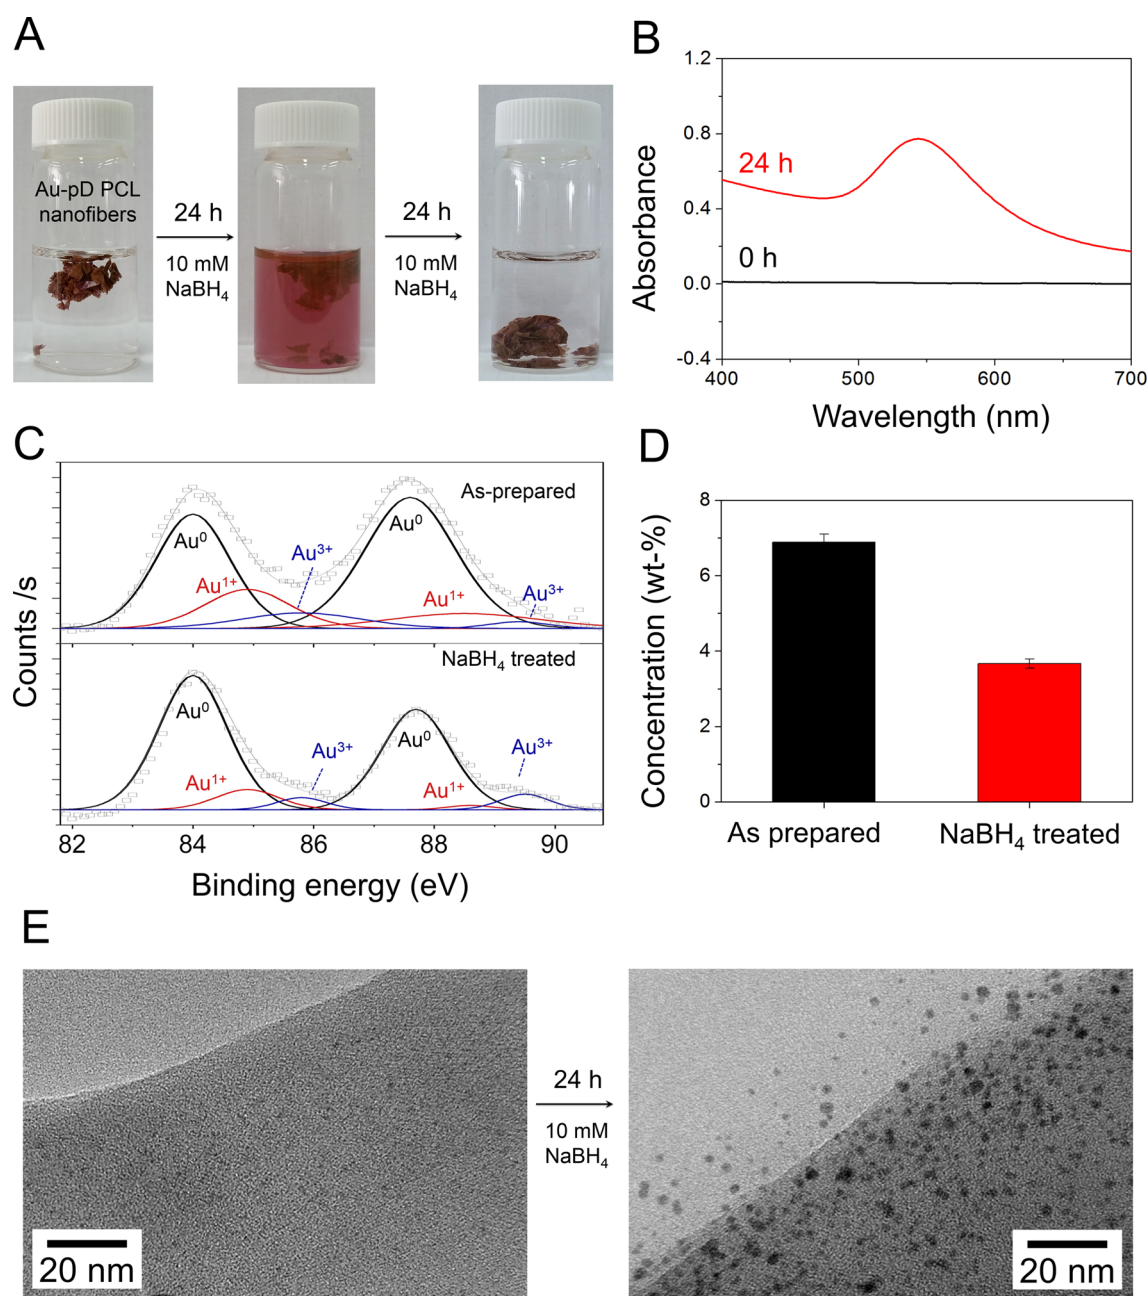 A
Au-pD PCL
nanofibers
24 h
10 mM
NaBH₄
24 h
10 mM
NaBH₄
B
Absorbance
1.2
0.8
0.4
0.0
-0.4
24 h
0 h
400
500
600
700
Wavelength (nm)
C
Counts /s
As-prepared
Au⁰
Au¹⁺
Au³⁺
Au⁰
Au¹⁺
Au³⁺
NaBH₄ treated
Au⁰
Au¹⁺
Au³⁺
Au⁰
Au¹⁺
Au³⁺
82
84
86
88
90
Binding energy (eV)
D
Concentration (wt-%)
8
6
4
2
0
As prepared
NaBH₄ treated
E
20 nm
24 h
10 mM
NaBH₄
20 nm